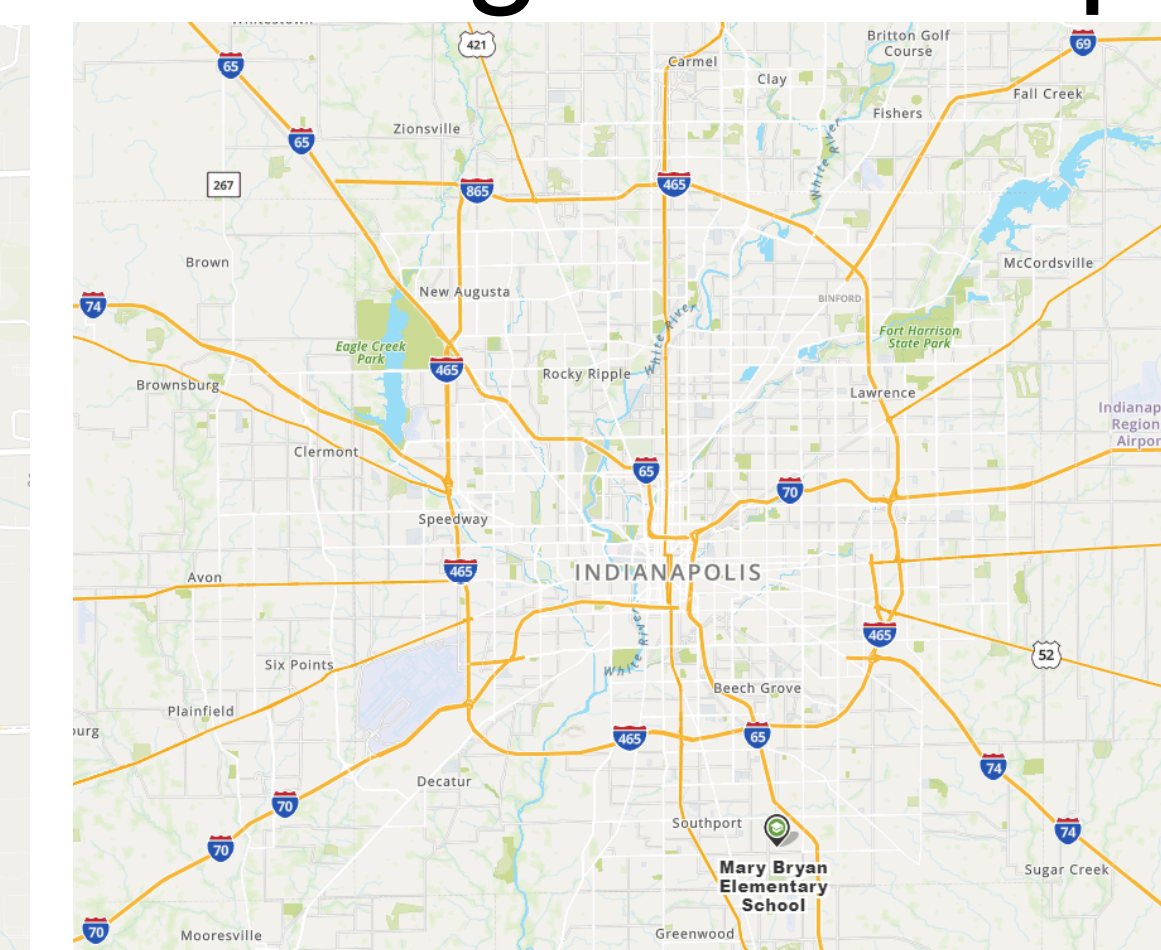 421
Britton Golf
Course
69
65
Carmel
Clay
Fall Creek
Fishers
Zionsville
65
White River
267
865
465
Brown
McCordsville
New Augusta
74
BINFORD
White River
Fort Harrison
State Park
Eagle Creek
Park
465
Rocky Ripple
Brownsburg
Lawrence
Indianap
Region
Airpor
Clermont
65
70
Speedway
INDIANAPOLIS
465
Avon
White River
465
52
Six Points
Beech Grove
Plainfield
urg
465
65
74
Decatur
70
Southport
74
70
Mary Bryan
Elementary
School
Sugar Creek
70
Mooresville
Greenwood